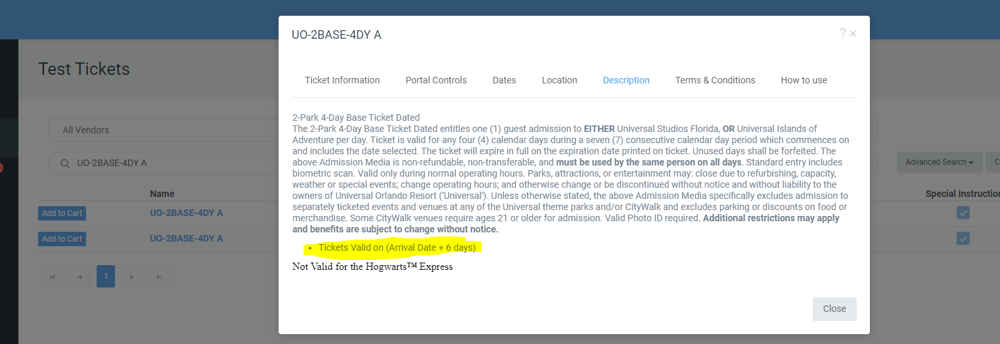 UO-2BASE-4DY A
? ×
Test Tickets
Ticket Information Portal Controls Dates Location Description Terms & Conditions How to use
All Vendors
UO-2BASE-4DY A
Advanced Search
C
Name
Special Instruction
Add to Cart UO-2BASE-4DY A
Add to Cart UO-2BASE-4DY A
1
2-Park 4-Day Base Ticket Dated
The 2-Park 4-Day Base Ticket Dated entitles one (1) guest admission to EITHER Universal Studios Florida, OR Universal Islands of
Adventure per day. Ticket is valid for any four (4) calendar days during a seven (7) consecutive calendar day period which commences on
and includes the date selected. The ticket will expire in full on the expiration date printed on ticket. Unused days shall be forfeited. The
above Admission Media is non-refundable, non-transferable, and must be used by the same person on all days. Standard entry includes
biometric scan. Valid only during normal operating hours. Parks, attractions, or entertainment may: close due to refurbishing, capacity,
weather or special events; change operating hours; and otherwise change or be discontinued without notice and without liability to the
owners of Universal Orlando Resort (‘Universal’). Unless otherwise stated, the above Admission Media specifically excludes admission to
separately ticketed events and venues at any of the Universal theme parks and/or CityWalk and excludes parking or discounts on food or
merchandise. Some CityWalk venues require ages 21 or older for admission. Valid Photo ID required. Additional restrictions may apply
and benefits are subject to change without notice.
• Tickets Valid on (Arrival Date + 6 days)
Not Valid for the Hogwarts™ Express
Close